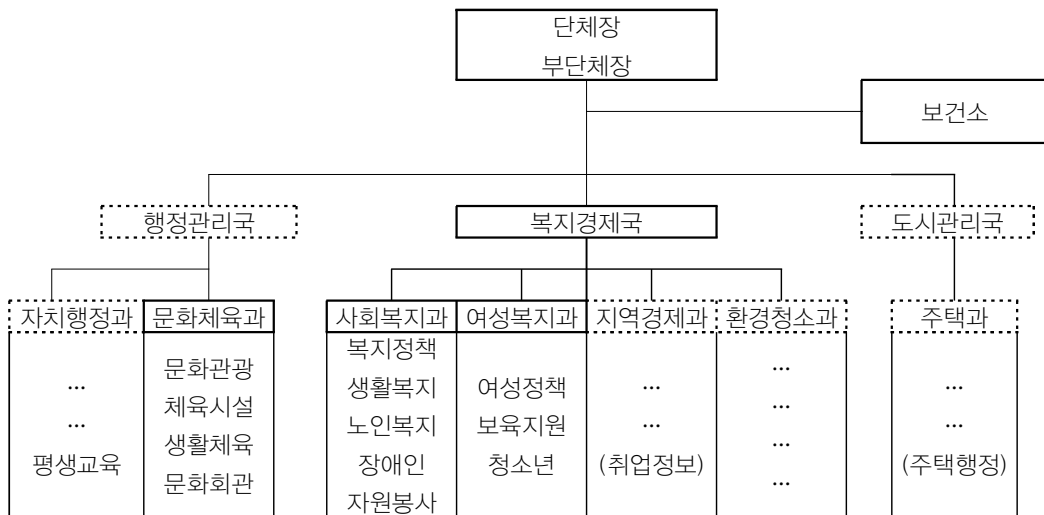 단체장
부단체장
보건소
행정관리국
복지경제국
도시관리국
자치행정과
...
...
평생교육
문화체육과
문화관광
체육시설
생활체육
문화회관
사회복지과
복지정책
생활복지
노인복지
장애인
자원봉사
여성복지과
여성정책
보육지원
청소년
지역경제과
...
...
(취업정보)
환경청소과
...
...
...
...
주택과
...
...
(주택행정)